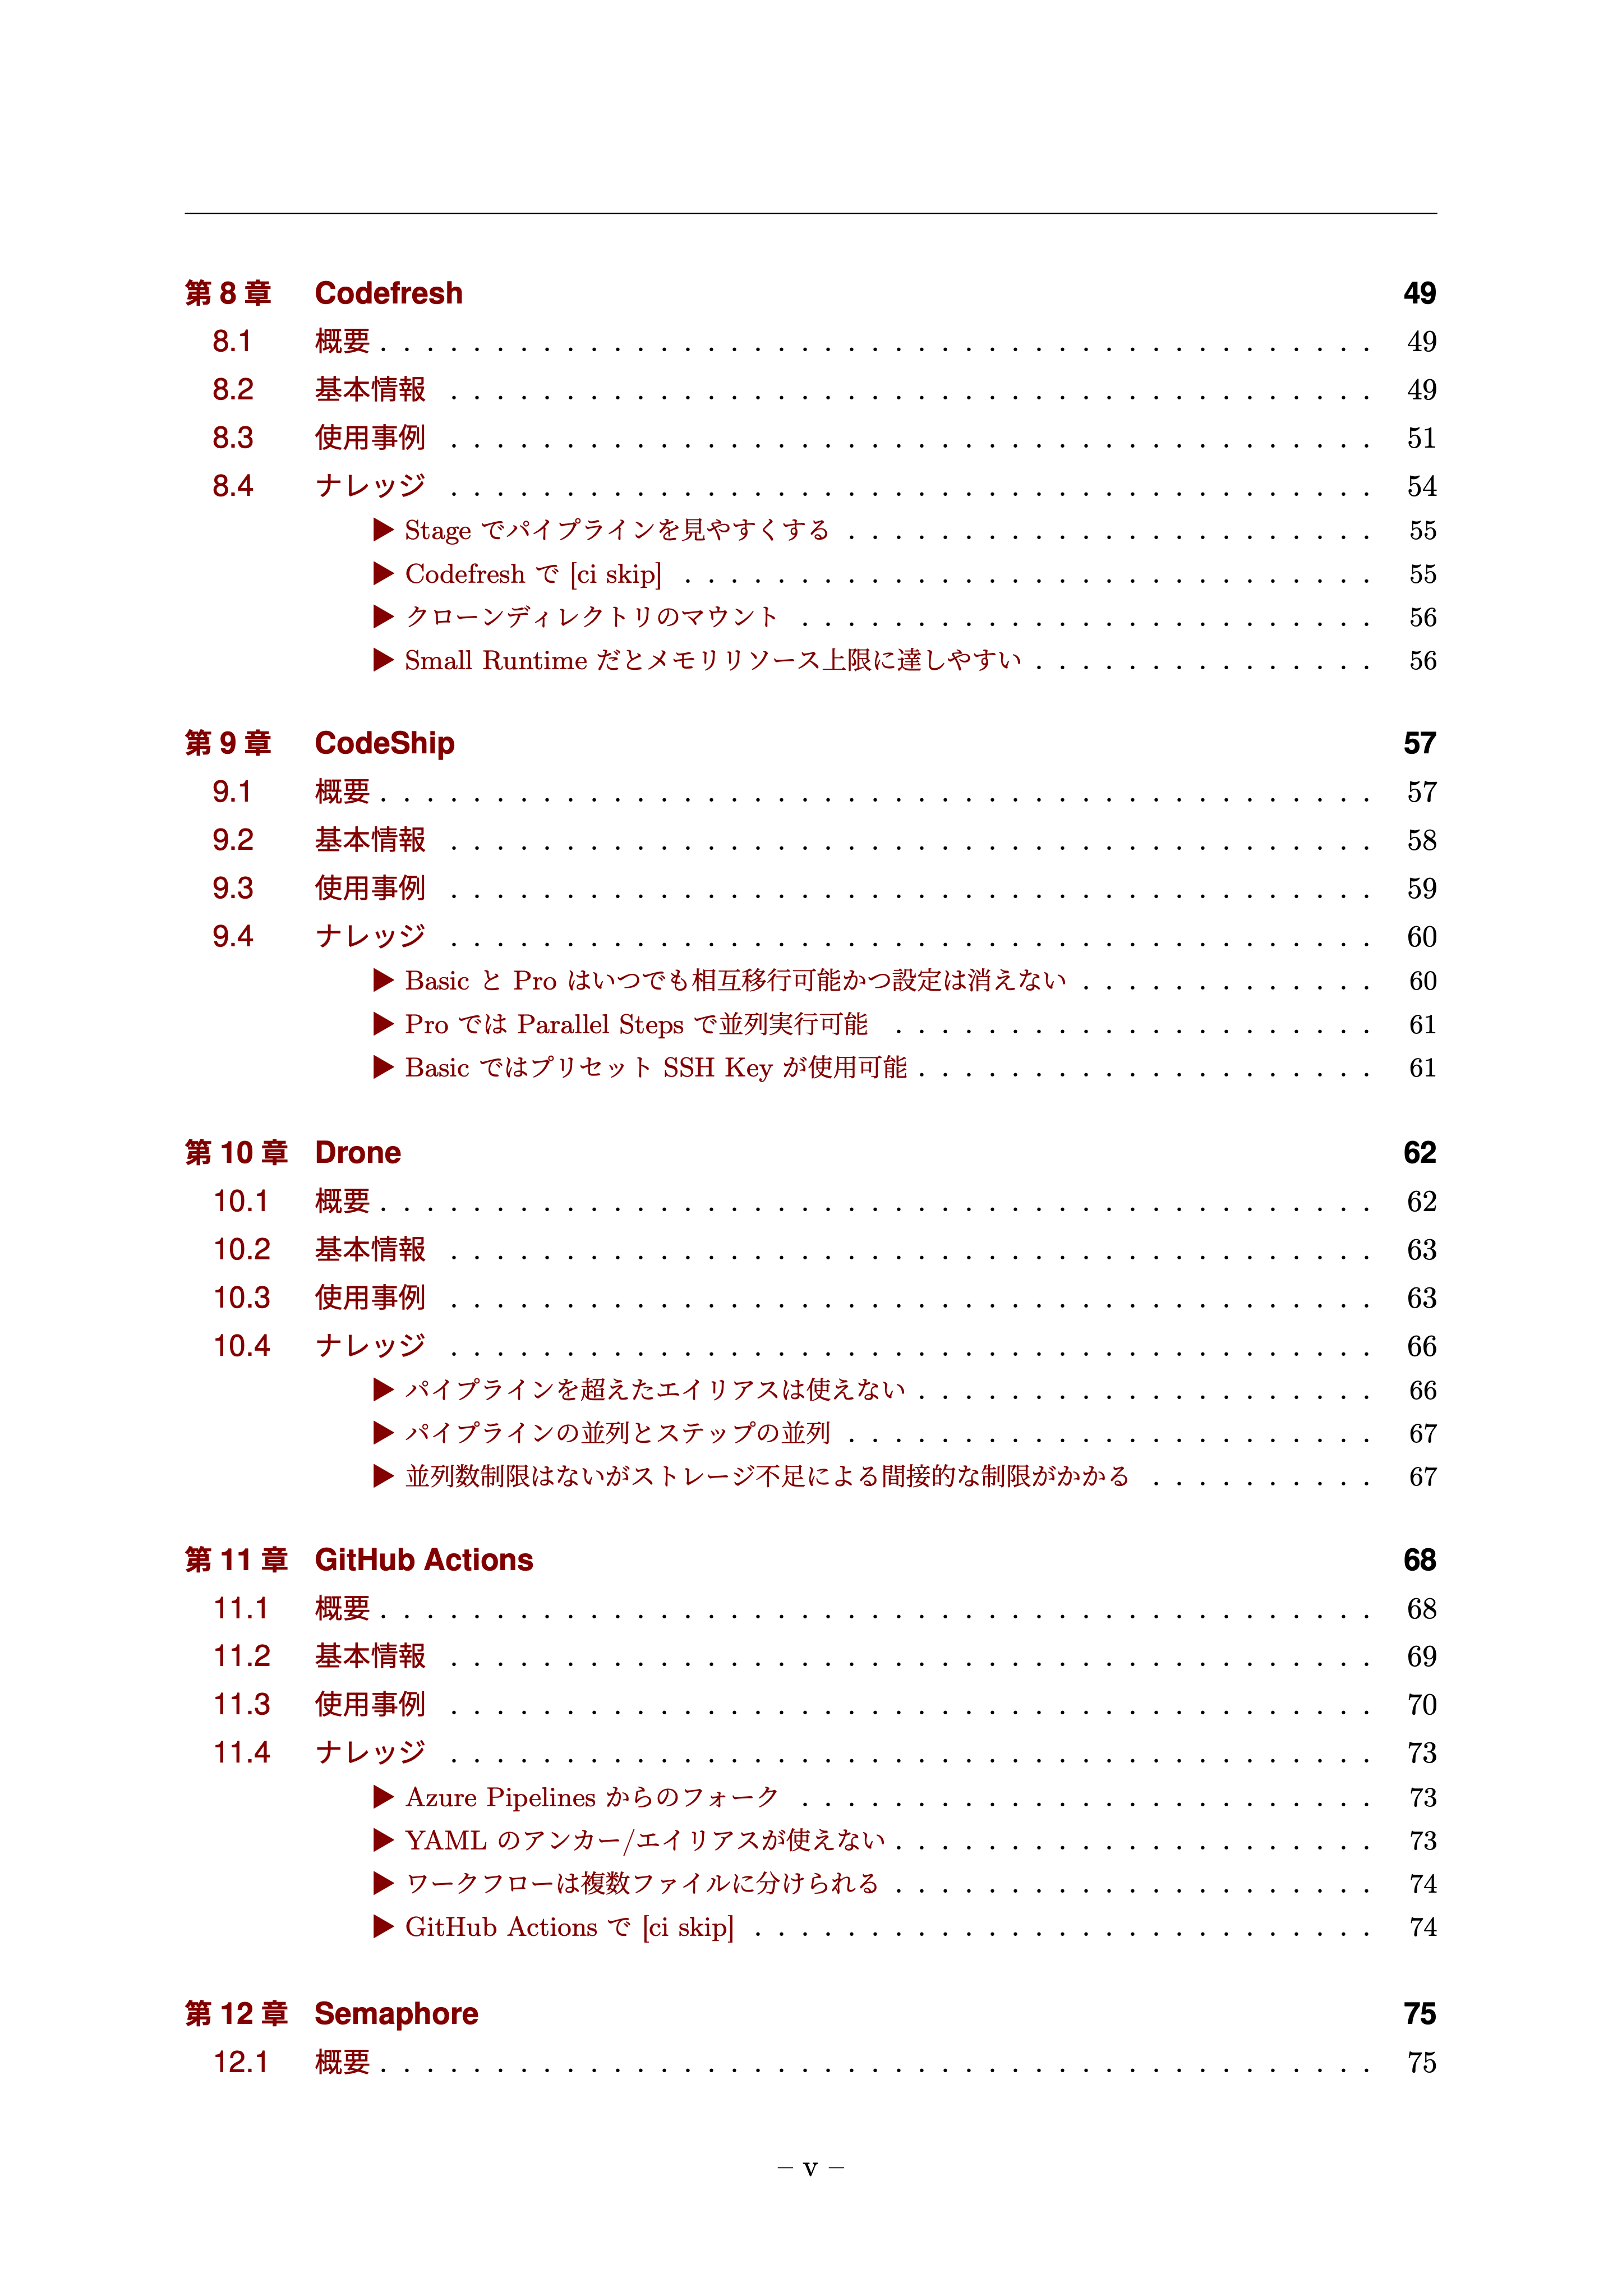 第 8 章 Codefresh 49
8.1 概要 . . . . . . . . . . . . . . . . . . . . . . . . . . . . . . . . . . . . . . . . . . . 49
8.2 基本情報 . . . . . . . . . . . . . . . . . . . . . . . . . . . . . . . . . . . . . . . . 49
8.3 使用事例 . . . . . . . . . . . . . . . . . . . . . . . . . . . . . . . . . . . . . . . . 51
8.4 ナレッジ . . . . . . . . . . . . . . . . . . . . . . . . . . . . . . . . . . . . . . . . 54
▶ Stage でパイプラインを見やすくする . . . . . . . . . . . . . . . . . . . . . . . 55
▶ Codefresh で [ci skip] . . . . . . . . . . . . . . . . . . . . . . . . . . . . . . 55
▶ クローンディレクトリのマウント . . . . . . . . . . . . . . . . . . . . . . . . . 56
▶ Small Runtime だとメモリリソース上限に達しやすい . . . . . . . . . . . . . . . 56
第 9 章 CodeShip 57
9.1 概要 . . . . . . . . . . . . . . . . . . . . . . . . . . . . . . . . . . . . . . . . . . . 57
9.2 基本情報 . . . . . . . . . . . . . . . . . . . . . . . . . . . . . . . . . . . . . . . . 58
9.3 使用事例 . . . . . . . . . . . . . . . . . . . . . . . . . . . . . . . . . . . . . . . . 59
9.4 ナレッジ . . . . . . . . . . . . . . . . . . . . . . . . . . . . . . . . . . . . . . . . 60
▶ Basic と Pro はいつでも相互移行可能かつ設定は消えない . . . . . . . . . . . . . 60
▶ Pro では Parallel Steps で並列実行可能 . . . . . . . . . . . . . . . . . . . . . 61
▶ Basic ではプリセット SSH Key が使用可能 . . . . . . . . . . . . . . . . . . . . 61
第 10 章 Drone 62
10.1 概要 . . . . . . . . . . . . . . . . . . . . . . . . . . . . . . . . . . . . . . . . . . . 62
10.2 基本情報 . . . . . . . . . . . . . . . . . . . . . . . . . . . . . . . . . . . . . . . . 63
10.3 使用事例 . . . . . . . . . . . . . . . . . . . . . . . . . . . . . . . . . . . . . . . . 63
10.4 ナレッジ . . . . . . . . . . . . . . . . . . . . . . . . . . . . . . . . . . . . . . . . 66
▶ パイプラインを超えたエイリアスは使えない . . . . . . . . . . . . . . . . . . . . 66
▶ パイプラインの並列とステップの並列 . . . . . . . . . . . . . . . . . . . . . . . 67
▶ 並列数制限はないがストレージ不足による間接的な制限がかかる . . . . . . . . . . 67
第 11 章 GitHub Actions 68
11.1 概要 . . . . . . . . . . . . . . . . . . . . . . . . . . . . . . . . . . . . . . . . . . . 68
11.2 基本情報 . . . . . . . . . . . . . . . . . . . . . . . . . . . . . . . . . . . . . . . . 69
11.3 使用事例 . . . . . . . . . . . . . . . . . . . . . . . . . . . . . . . . . . . . . . . . 70
11.4 ナレッジ . . . . . . . . . . . . . . . . . . . . . . . . . . . . . . . . . . . . . . . . 73
▶ Azure Pipelines からのフォーク . . . . . . . . . . . . . . . . . . . . . . . . . 73
▶ YAML のアンカー/エイリアスが使えない . . . . . . . . . . . . . . . . . . . . . 73
▶ ワークフローは複数ファイルに分けられる . . . . . . . . . . . . . . . . . . . . . 74
▶ GitHub Actions で [ci skip] . . . . . . . . . . . . . . . . . . . . . . . . . . . 74
第 12 章 Semaphore 75
12.1 概要 . . . . . . . . . . . . . . . . . . . . . . . . . . . . . . . . . . . . . . . . . . . 75
– v –